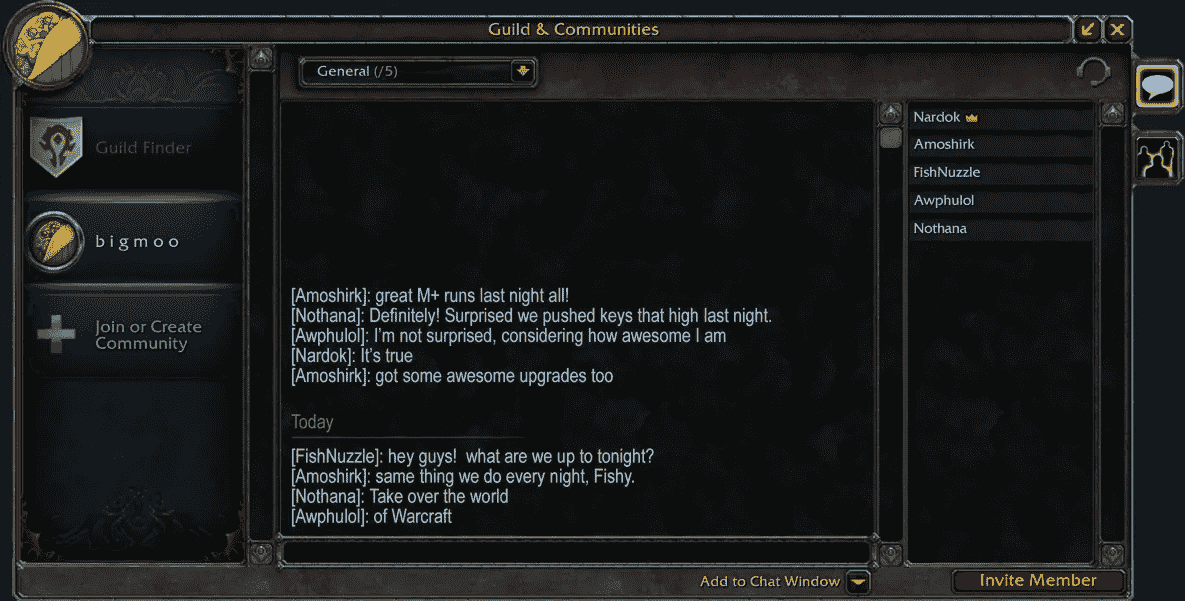 Guild & Communities
General (/5)
Guild Finder
b i g m o o
Join or Create
Community
[Amoshirk]: great M+ runs last night all!
[Nothana]: Definitely! Surprised we pushed keys that high last night.
[Awphulol]: I'm not surprised, considering how awesome I am
[Nardok]: It's true
[Amoshirk]: got some awesome upgrades too
Today
[FishNuzzle]: hey guys!  what are we up to tonight?
[Amoshirk]: same thing we do every night, Fishy.
[Nothana]: Take over the world
[Awphulol]: of Warcraft
Nardok
Amoshirk
FishNuzzle
Awphulol
Nothana
Add to Chat Window
Invite Member